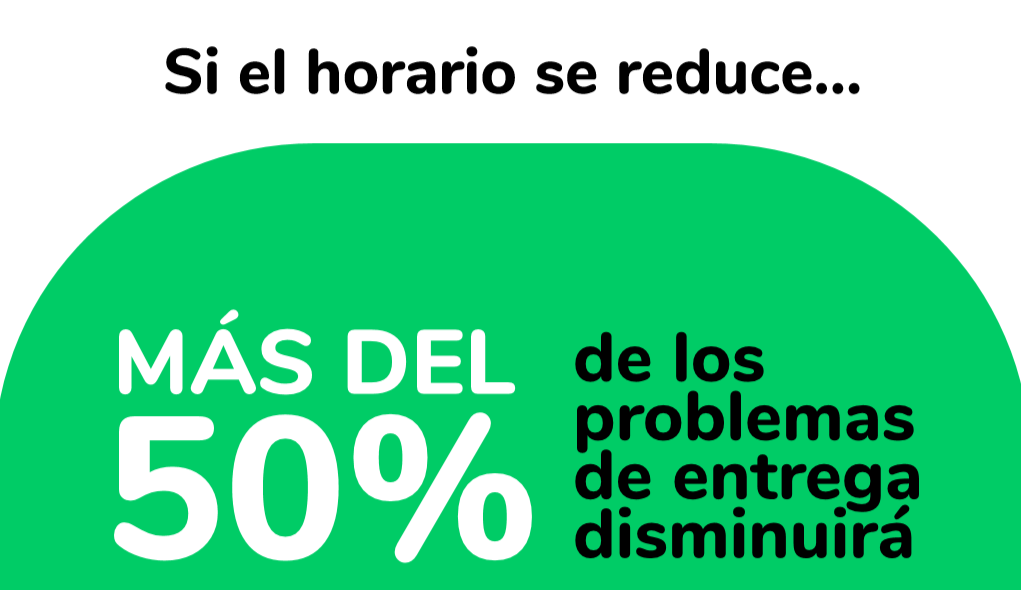 Si el horario se reduce...
MÁS DEL
50%
de los
problemas
de entrega
disminuirá